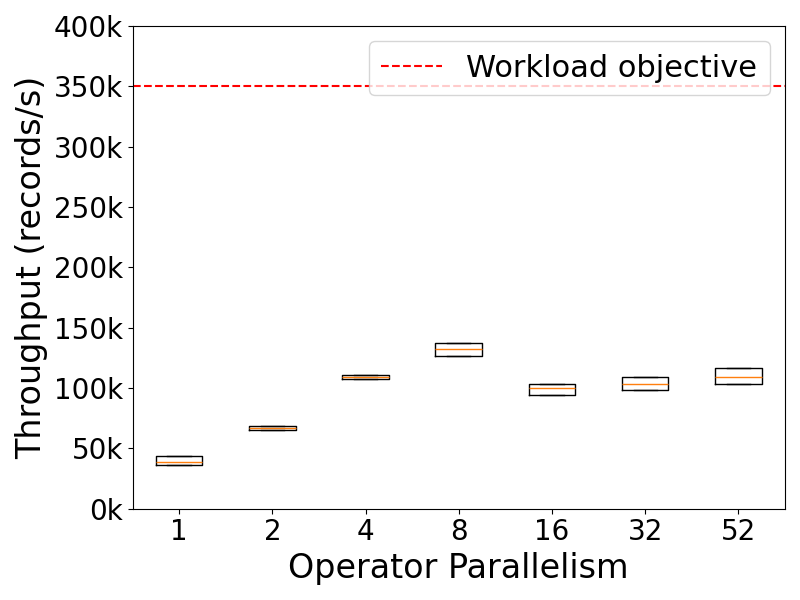 400k
350k
300k
250k
200k
150k
100k
50k
0k
Throughput (records/s)
Workload objective
1 2 4 8 16 32 52
Operator Parallelism